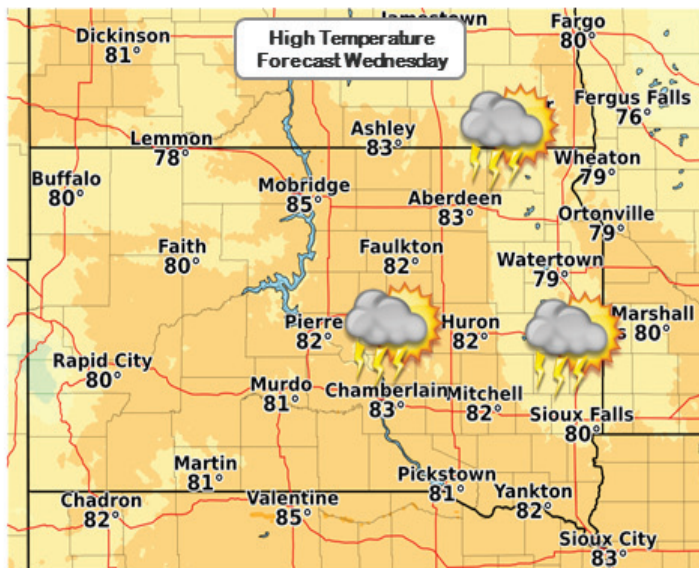 High Temperature
Forecast Wednesday
Dickinson
81°
Fargo
80°
Fergus Falls
76°
Lemmon
78°
Ashley
83°
Wheaton
79°
Buffalo
80°
Mobridge
85°
Aberdeen
83°
Ortonville
79°
Faith
80°
Faulkton
82°
Watertown
79°
Pierre
82°
Huron
82°
Marshall
80°
Rapid City
80°
Murdo
81°
Chamberlain
83°
Mitchell
82°
Sioux Falls
80°
Martin
81°
Pickstown
81°
Yankton
82°
Chadron
82°
Valentine
85°
Sioux City
83°